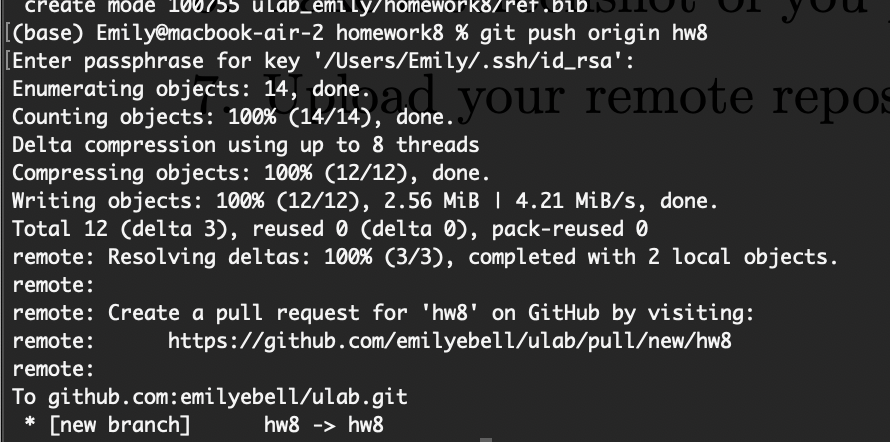 create mode 100755 ulab_emily/homework8/ref.bib
(base) Emily@macbook-air-2 homework8 % git push origin hw8
Enter passphrase for key '/Users/Emily/.ssh/id_rsa':
Enumerating objects: 14, done.
7. Upload your remote repos
Counting objects: 100% (14/14), done.
Delta compression using up to 8 threads
Compressing objects: 100% (12/12), done.
Writing objects: 100% (12/12), 2.56 MiB | 4.21 MiB/s, done.
Total 12 (delta 3), reused 0 (delta 0), pack-reused 0
remote: Resolving deltas: 100% (3/3), completed with 2 local objects.
remote:
remote: Create a pull request for 'hw8' on GitHub by visiting:
remote:      https://github.com/emilyebell/ulab/pull/new/hw8
remote:
To github.com:emilyebell/ulab.git
 * [new branch]      hw8 -> hw8